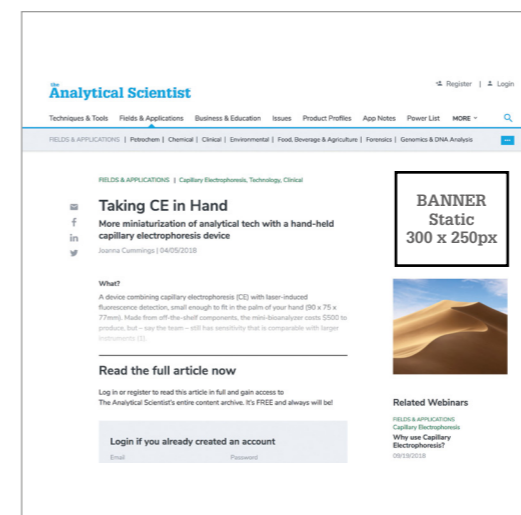 Register | Login
the
Analytical Scientist
Techniques & Tools Fields & Applications Business & Education Issues Product Profiles App Notes Power List MORE
FIELDS & APPLICATIONS | Petrochem | Chemical | Clinical | Environmental | Food, Beverage & Agriculture | Forensics | Genomics & DNA Analysis
FIELDS & APPLICATIONS | Capillary Electrophoresis, Technology, Clinical
Taking CE in Hand
More miniaturization of analytical tech with a hand-held
capillary electrophoresis device
Joanna Cummings | 04/05/2018
What?
A device combining capillary electrophoresis (CE) with laser-induced
fluorescence detection, small enough to fit in the palm of your hand (90 x 75 x
77mm). Made from off-the-shelf components, the mini-bioanalyzer costs $500 to
produce, but – say the team – still has sensitivity that is comparable with larger
instruments (1).
Read the full article now
Log in or register to read this article in full and gain access to
The Analytical Scientist's entire content archive. It's FREE and always will be!
Login if you already created an account
Email Password
BANNER
Static
300 x 250px
Related Webinars
FIELDS & APPLICATIONS
Capillary Electrophoresis
Why use Capillary
Electrophoresis?
09/19/2018